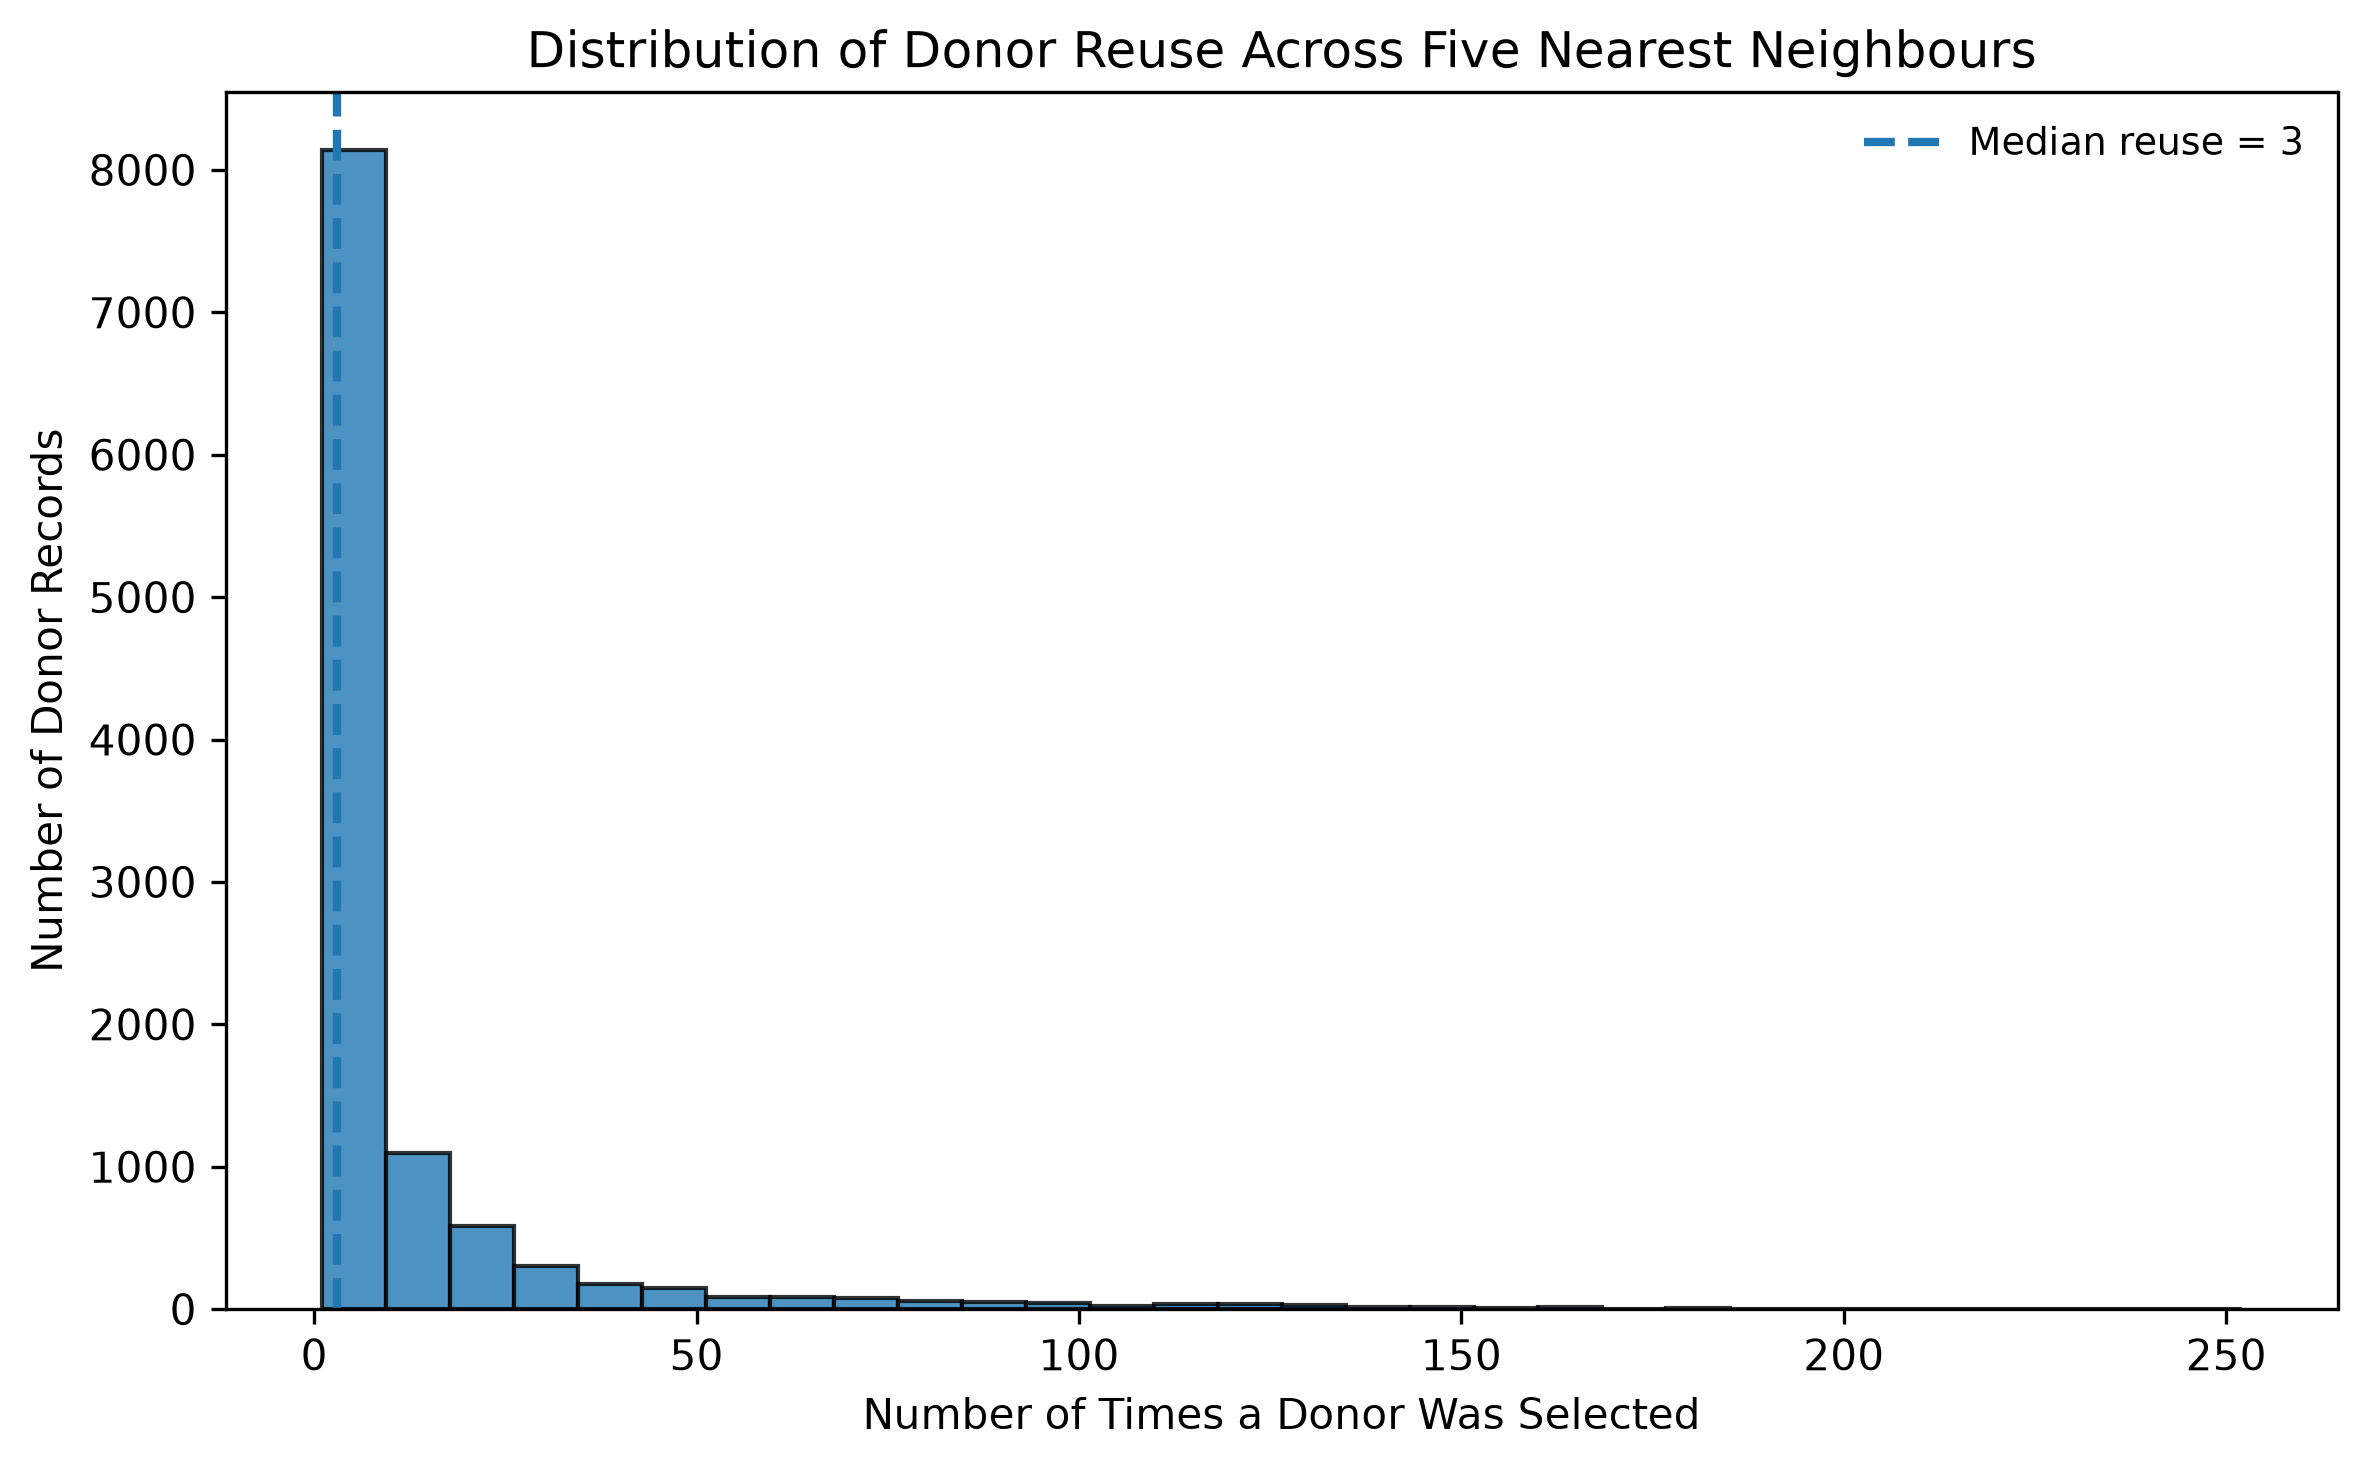 Distribution of Donor Reuse Across Five Nearest Neighbours
Median reuse = 3
Number of Donor Records
8000
7000
6000
5000
4000
3000
2000
1000
0
0 50 100 150 200 250
Number of Times a Donor Was Selected